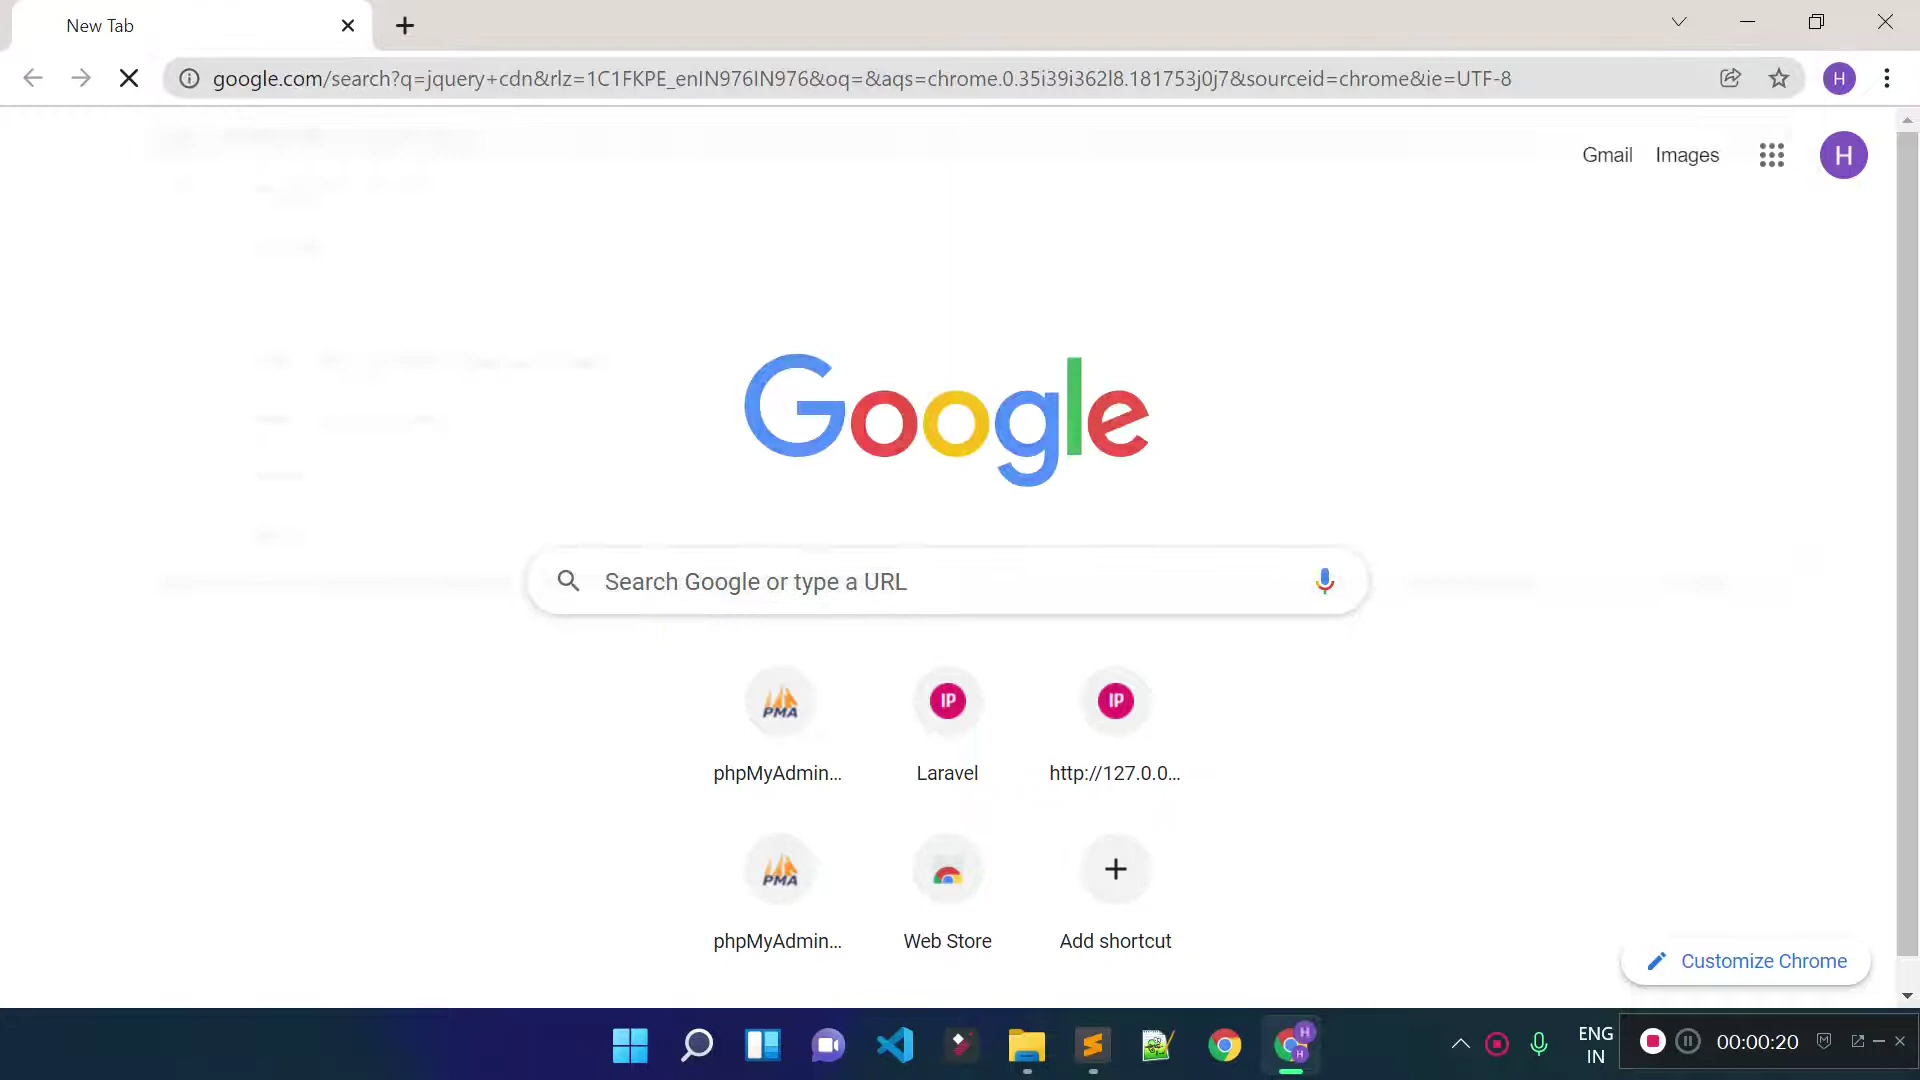 New Tab
google.com/search?q=jquery+cdn&rlz=1C1FKPE_enIN976IN976&oq=&aqs=chrome.0.35i39i362l8.181753j0j7&sourceid=chrome&ie=UTF-8
H
Gmail Images
H
Google
Search Google or type a URL
PMA IP IP
phpMyAdmin... Laravel http://127.0.0...
PMA
phpMyAdmin... Web Store Add shortcut
Customize Chrome
H
H
ENG
IN
00:00:20